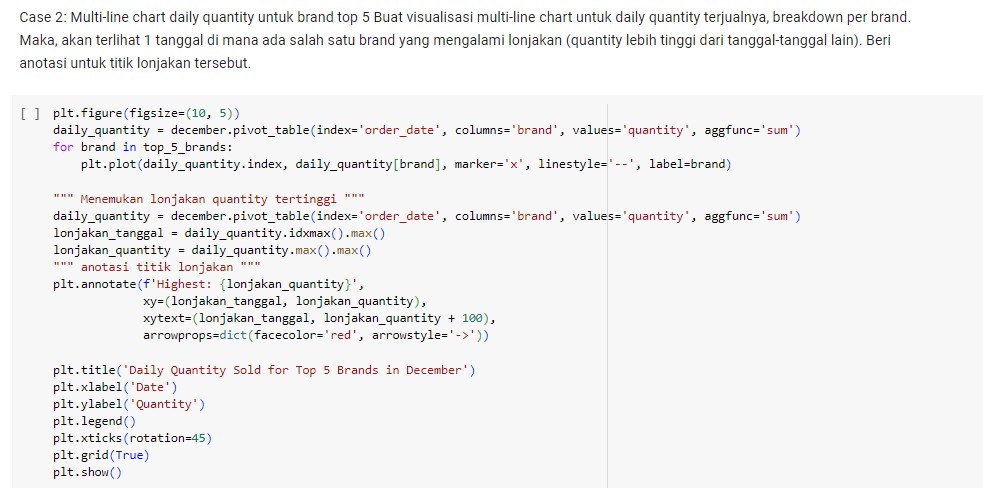 Case 2: Multi-line chart daily quantity untuk brand top 5 Buat visualisasi multi-line chart untuk daily quantity terjualnya, breakdown per brand.
Maka, akan terlihat 1 tanggal di mana ada salah satu brand yang mengalami lonjakan (quantity lebih tinggi dari tanggal-tanggal lain). Beri
anotasi untuk titik lonjakan tersebut.
[ ] plt.figure(figsize=(10, 5))
daily_quantity = december.pivot_table(index='order_date', columns='brand', values='quantity', aggfunc='sum')
for brand in top_5_brands:
    plt.plot(daily_quantity.index, daily_quantity[brand], marker='x', linestyle='--', label=brand)
""" Menemukan lonjakan quantity tertinggi """
daily_quantity = december.pivot_table(index='order_date', columns='brand', values='quantity', aggfunc='sum')
lonjakan_tanggal = daily_quantity.idxmax().max()
lonjakan_quantity = daily_quantity.max().max()
""" anotasi titik lonjakan """
plt.annotate(f'Highest: {lonjakan_quantity}',
             xy=(lonjakan_tanggal, lonjakan_quantity),
             xytext=(lonjakan_tanggal, lonjakan_quantity + 100),
             arrowprops=dict(facecolor='red', arrowstyle='->'))
plt.title('Daily Quantity Sold for Top 5 Brands in December')
plt.xlabel('Date')
plt.ylabel('Quantity')
plt.legend()
plt.xticks(rotation=45)
plt.grid(True)
plt.show()